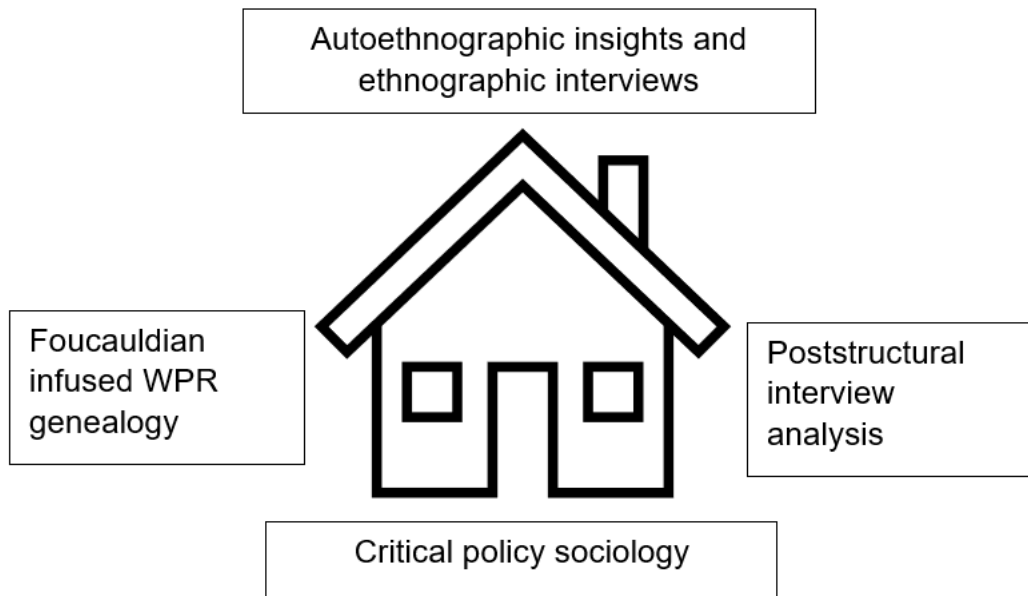 Autoethnographic insights and
ethnographic interviews
Foucauldian
infused WPR
genealogy
Poststructural
interview
analysis
Critical policy sociology